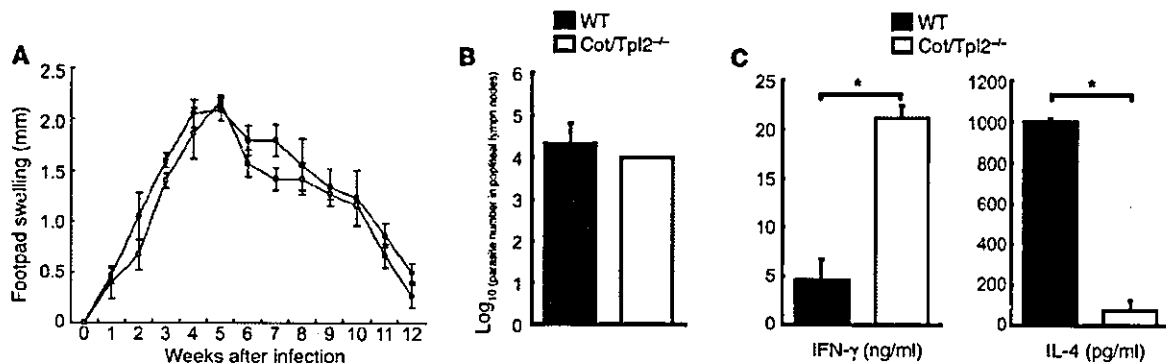 A
Footpad swelling (mm)
2.5
2.0
1.5
1.0
0.5
0
0 1 2 3 4 5 6 7 8 9 10 11 12
Weeks after infection
B
WT
Cot/Tpl2−/−
Log10 (parasite number in popliteal lymph nodes)
6
5
4
3
2
1
0
C
WT
Cot/Tpl2−/−
25
20
15
10
5
0
*
IFN-γ (ng/ml)
1200
1000
800
600
400
200
0
*
IL-4 (pg/ml)